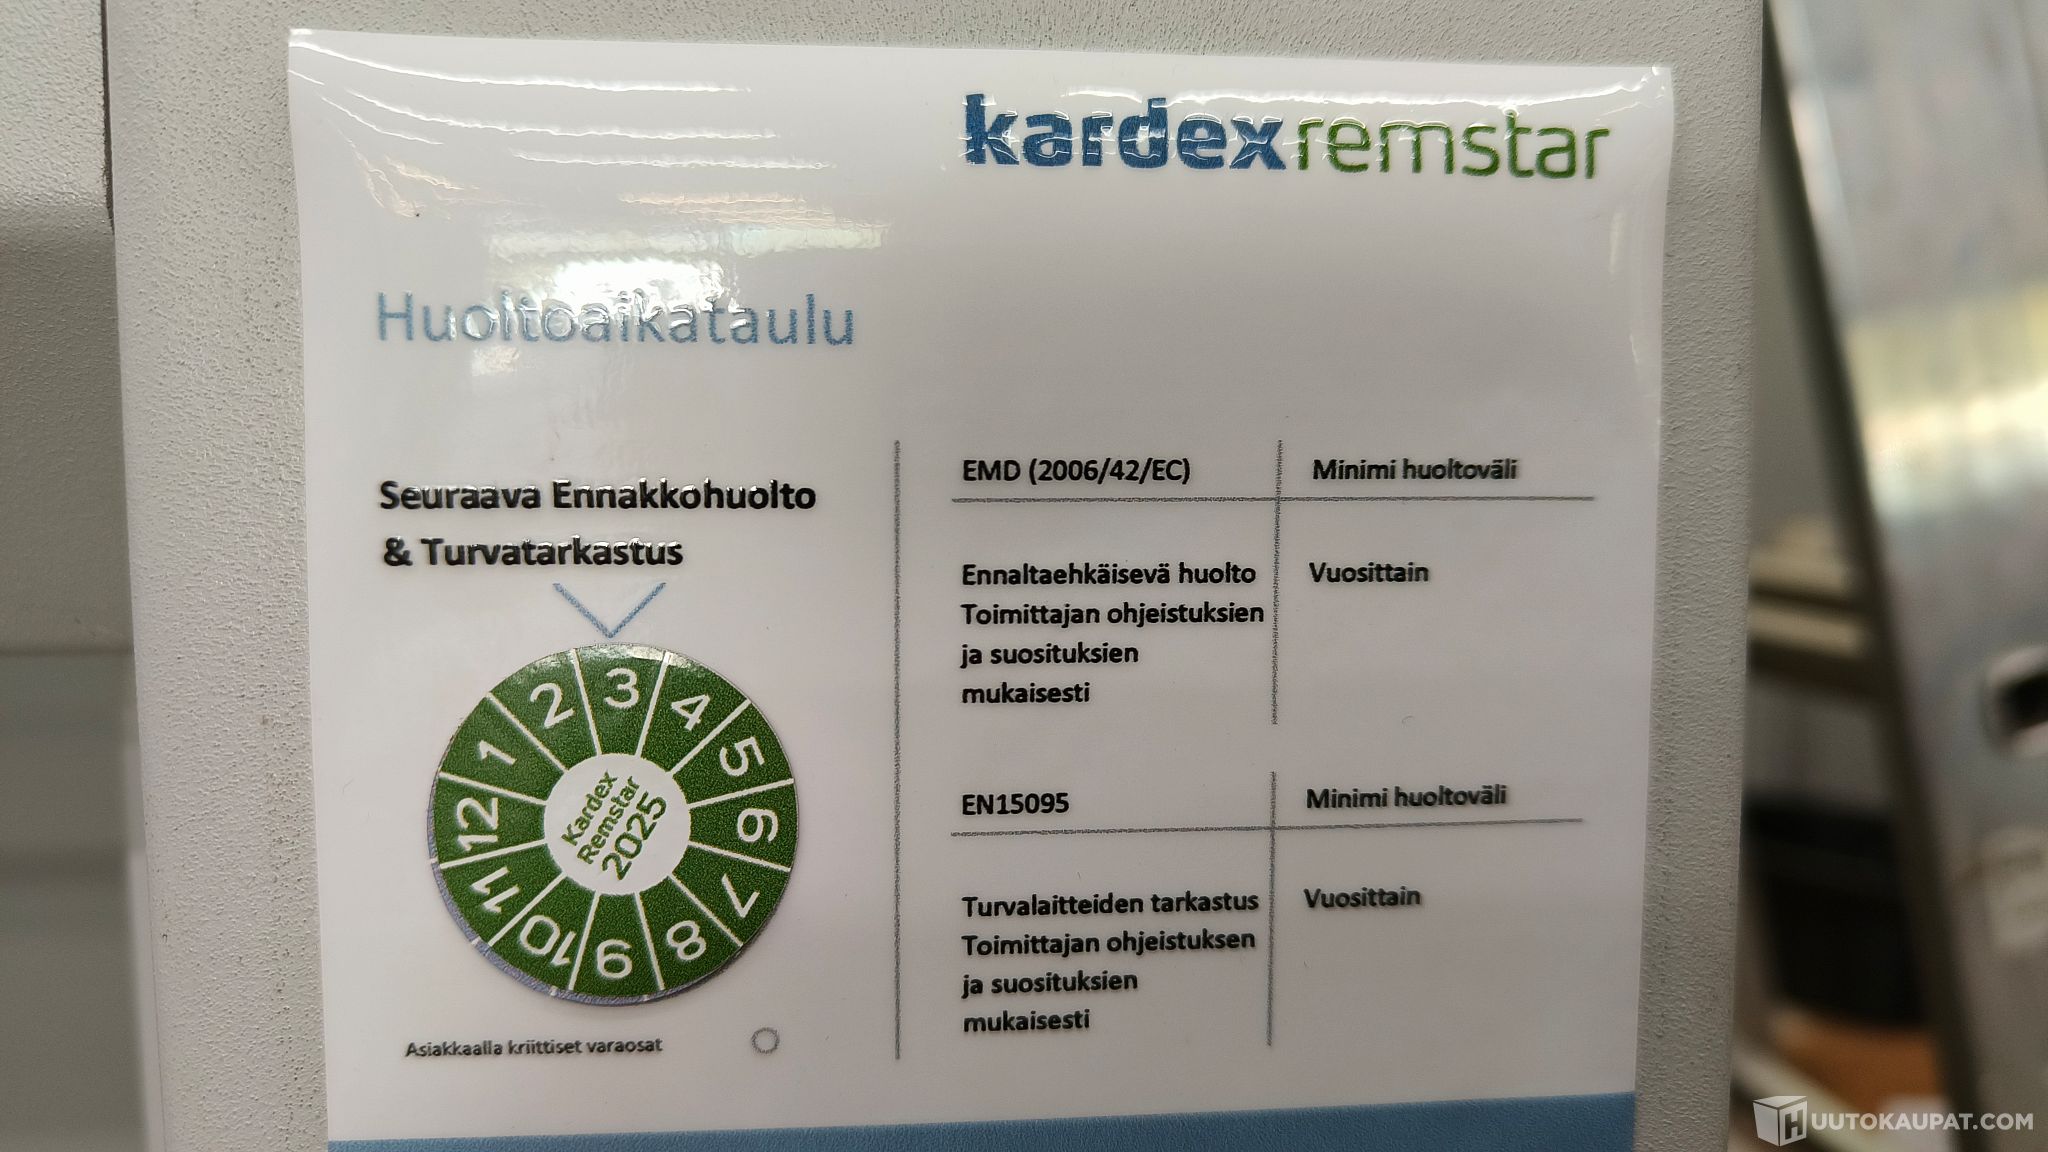 kardexremstar
Huoltoaikataulu
Seuraava Ennakkohuolto
& Turvatarkastus
3
4
5
6
7
8
9
10
11
12
1
2
Kardex
Remstar
2025
Asiakkaalla kriittiset varaosat
EMD (2006/42/EC) Minimi huoltoväli
Ennaltaehkäisevä huolto Vuosittain
Toimittajan ohjeistuksien
ja suosituksien
mukaisesti
EN15095 Minimi huoltoväli
Turvalaitteiden tarkastus Vuosittain
Toimittajan ohjeistuksen
ja suosituksien
mukaisesti
HUUTOKAUPAT.COM